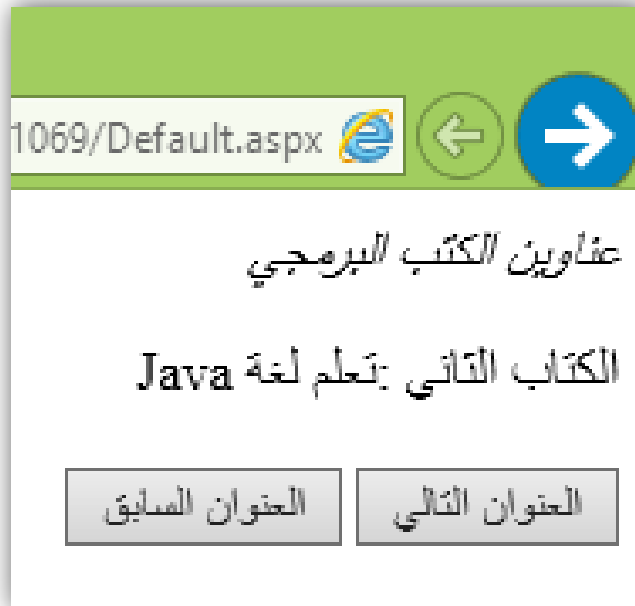 1069/Default.aspx
عناوين الكتب البرمجي
الكتاب الثاني :تعلم لغة Java
العنوان التالي
العنوان السابق